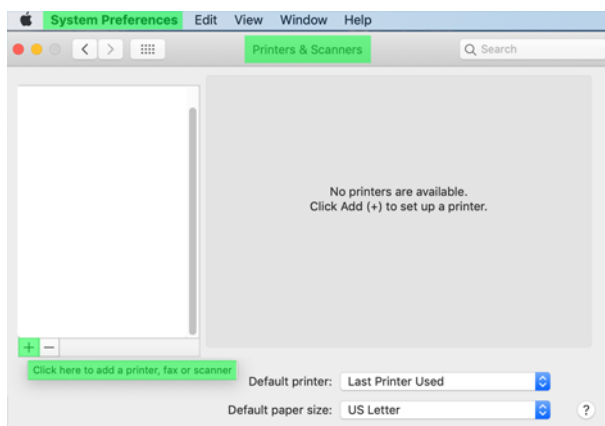 System Preferences Edit View Window Help
Printers & Scanners
Search
No printers are available.
Click Add (+) to set up a printer.
+ −
Click here to add a printer, fax or scanner
Default printer: Last Printer Used
Default paper size: US Letter
?